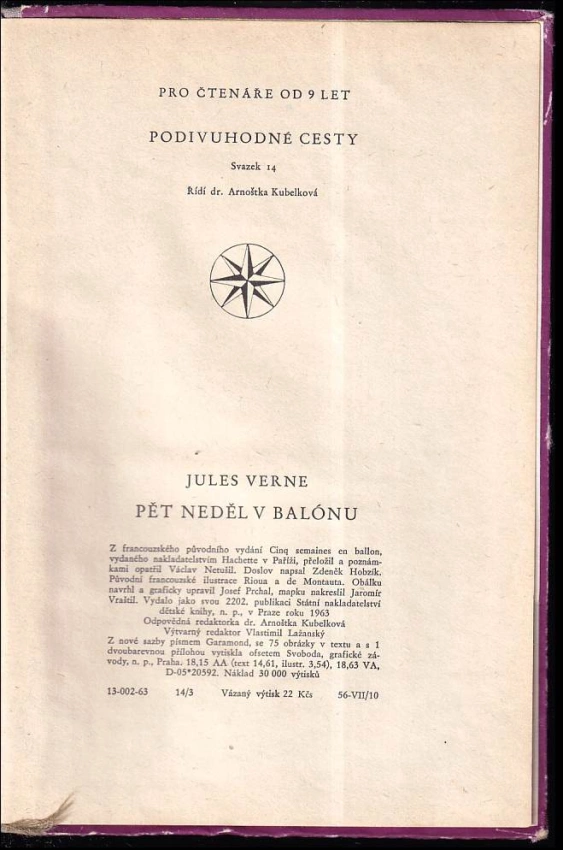 PRO ČTENÁŘE OD 9 LET
PODIVUHODNÉ CESTY
Svazek 14
Řídí dr. Arnoštka Kubelková
JULES VERNE
PĚT NEDĚL V BALÓNU
Z francouzského původního vydání Cinq semaines en ballon,
vydaného nakladatelstvím Hachette v Paříži, přeložil a poznám-
kami opatřil Václav Netušil. Doslov napsal Zdeněk Hobzík.
Původní francouzské ilustrace Rioua a de Montauta. Obálku
navrhl a graficky upravil Josef Prchal, mapku nakreslil Jaromír
Vraštil. Vydalo jako svou 2202. publikaci Státní nakladatelství
dětské knihy, n. p., v Praze roku 1963
Odpovědná redaktorka dr. Arnoštka Kubelková
Výtvarný redaktor Vlastimil Lažanský
Z nové sazby písmem Garamond, se 75 obrázky v textu a s 1
dvoubarevnou přílohou vytiskla ofsetem Svoboda, grafické zá-
vody, n. p., Praha. 18,15 AA (text 14,61, ilustr. 3,54), 18,63 VA,
D-05*20592. Náklad 30 000 výtisků
13-002-63 14/3 Vázaný výtisk 22 Kčs 56-VII/10